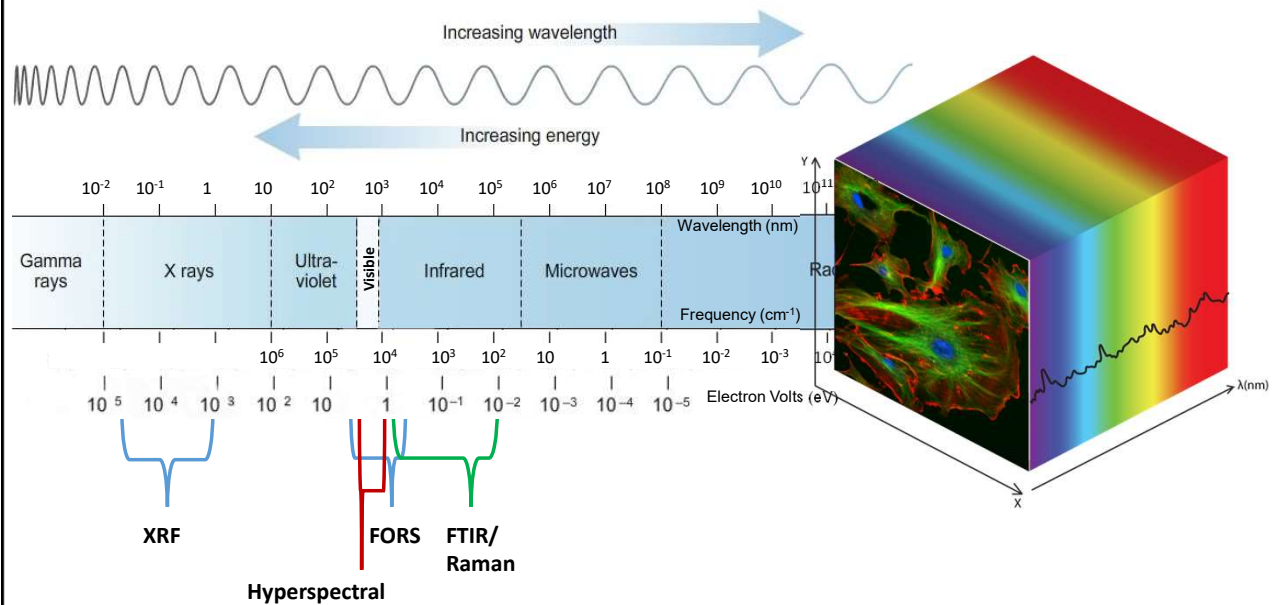 Increasing wavelength
Increasing energy
10-2 10-1 1 10 10² 10³ 10⁴ 10⁵ 10⁶ 10⁷ 10⁸ 10⁹ 10¹⁰ 10¹¹
Wavelength (nm)
Gamma
rays
X rays
Ultra-
violet
Visible
Infrared
Microwaves
Frequency (cm-1)
10⁶ 10⁵ 10⁴ 10³ 10² 10 1 10-1 10-2 10-3
10 5 10 4 10 3 10 2 10 1 10−1 10−2 10−3 10−4 10−5
Electron Volts (eV)
XRF
FORS
FTIR/
Raman
Hyperspectral
Y
X
λ(nm)